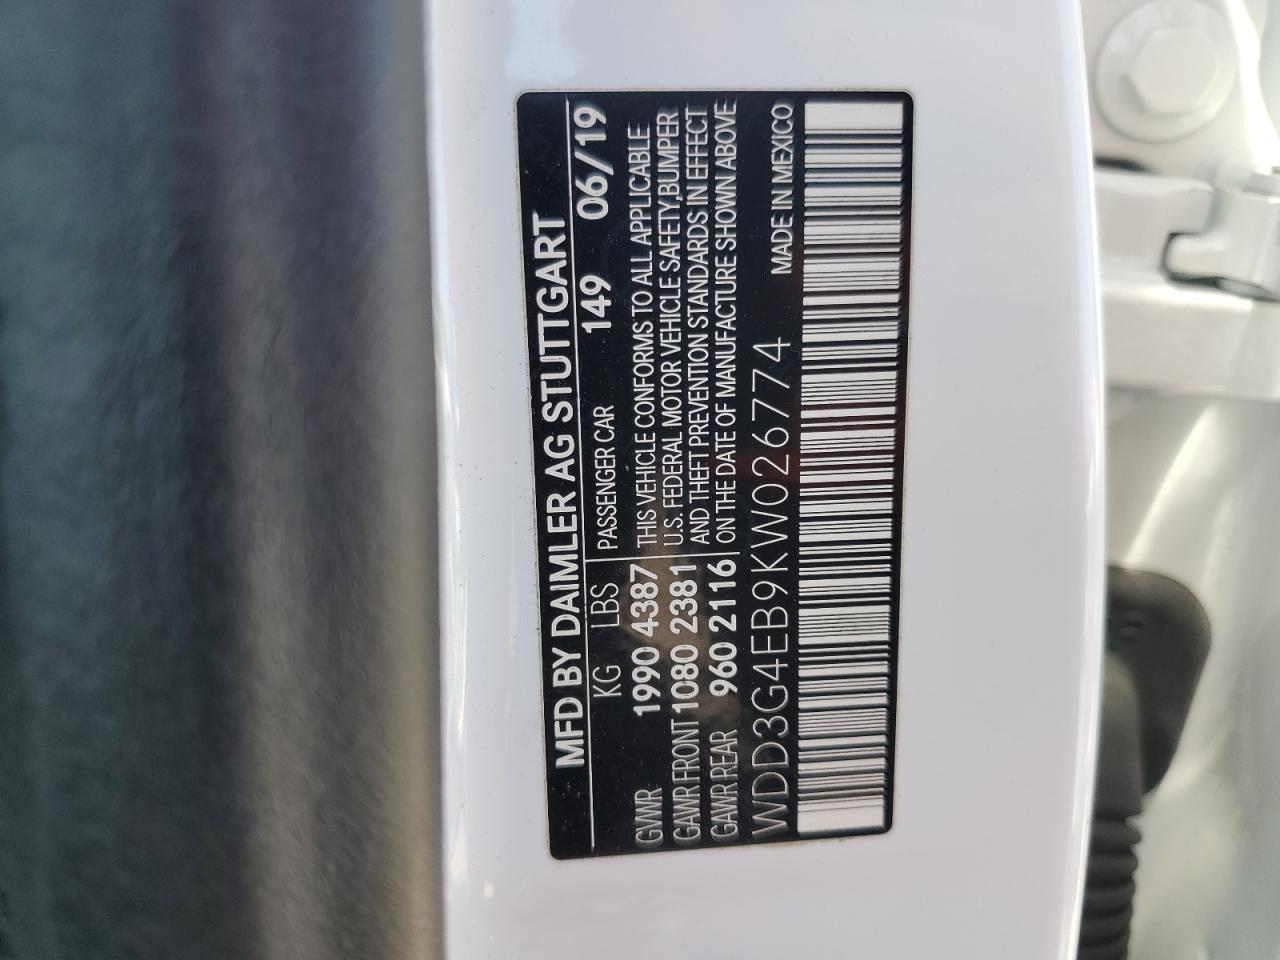 MFD BY DAIMLER AG STUTTGART
KG LBS PASSENGER CAR 149 06/19
GVWR 1990 4387 THIS VEHICLE CONFORMS TO ALL APPLICABLE
GAWR FRONT 1080 2381 U.S. FEDERAL MOTOR VEHICLE SAFETY,BUMPER
GAWR REAR 960 2116 AND THEFT PREVENTION STANDARDS IN EFFECT
ON THE DATE OF MANUFACTURE SHOWN ABOVE
WDD3G4EB9KW026774 MADE IN MEXICO